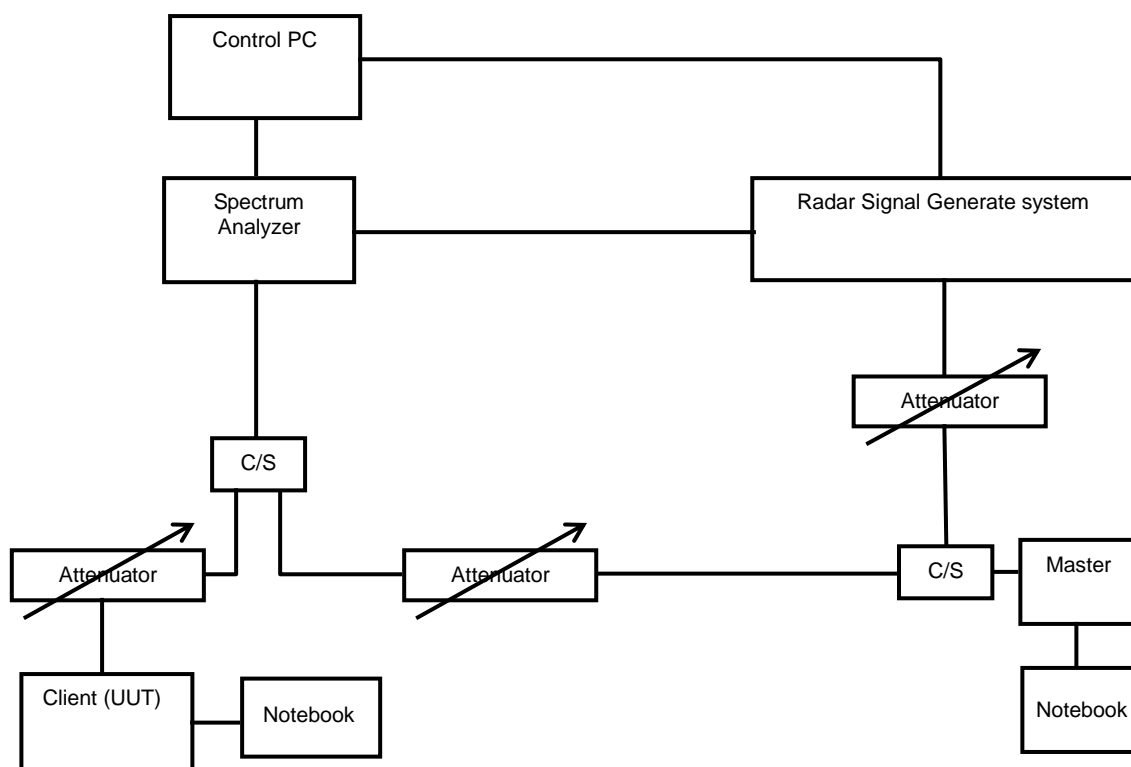 Control PC
Spectrum
Analyzer
Radar Signal Generate system
Attenuator
C/S
Attenuator
Attenuator
C/S
Master
Client (UUT)
Notebook
Notebook